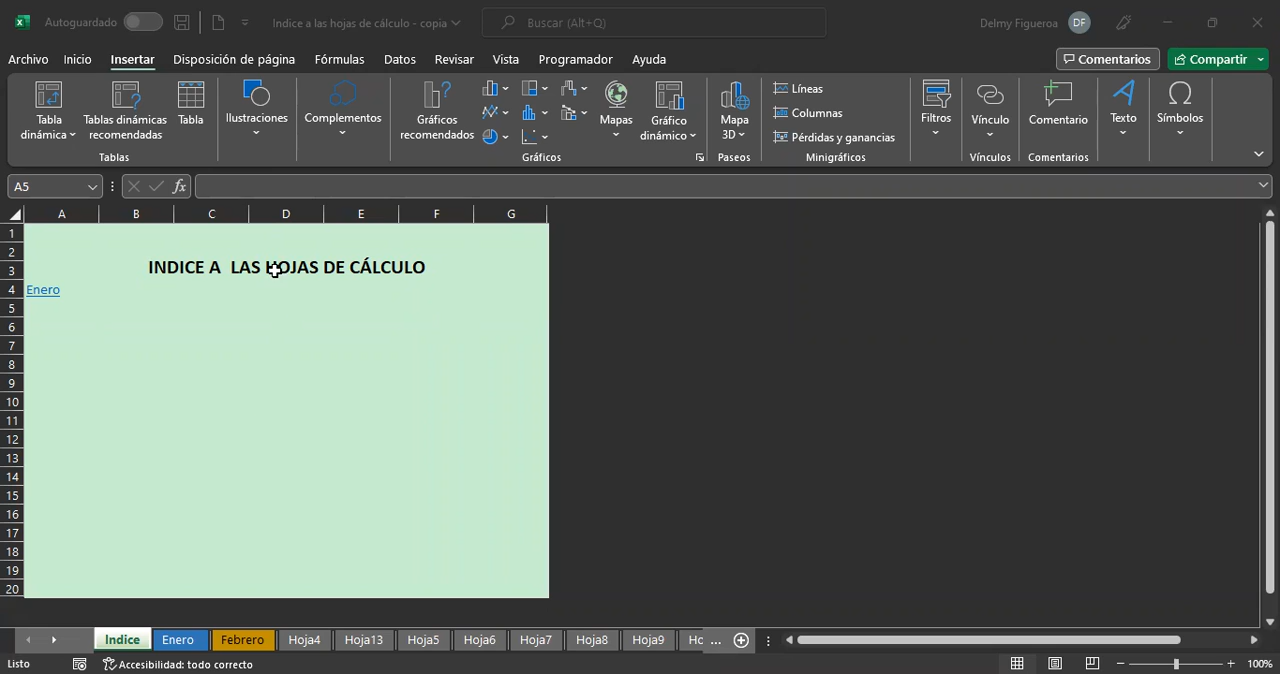 Autoguardado
Indice a las hojas de cálculo - copia
Buscar (Alt+Q)
Delmy Figueroa
DF
Archivo Inicio Insertar Disposición de página Fórmulas Datos Revisar Vista Programador Ayuda
Comentarios
Compartir
Tabla dinámica
Tablas dinámicas recomendadas
Tabla
Tablas
Ilustraciones
Complementos
Gráficos recomendados
Mapas
Gráfico dinámico
Gráficos
Mapa 3D
Paseos
Líneas
Columnas
Pérdidas y ganancias
Minigráficos
Filtros
Vínculo
Vínculos
Comentario
Comentarios
Texto
Símbolos
A5
fx
A B C D E F G
1
2
3 INDICE A  LAS HOJAS DE CÁLCULO
4 Enero
5
6
7
8
9
10
11
12
13
14
15
16
17
18
19
20
Indice Enero Febrero Hoja4 Hoja13 Hoja5 Hoja6 Hoja7 Hoja8 Hoja9 Ho ...
Listo
Accesibilidad: todo correcto
100%